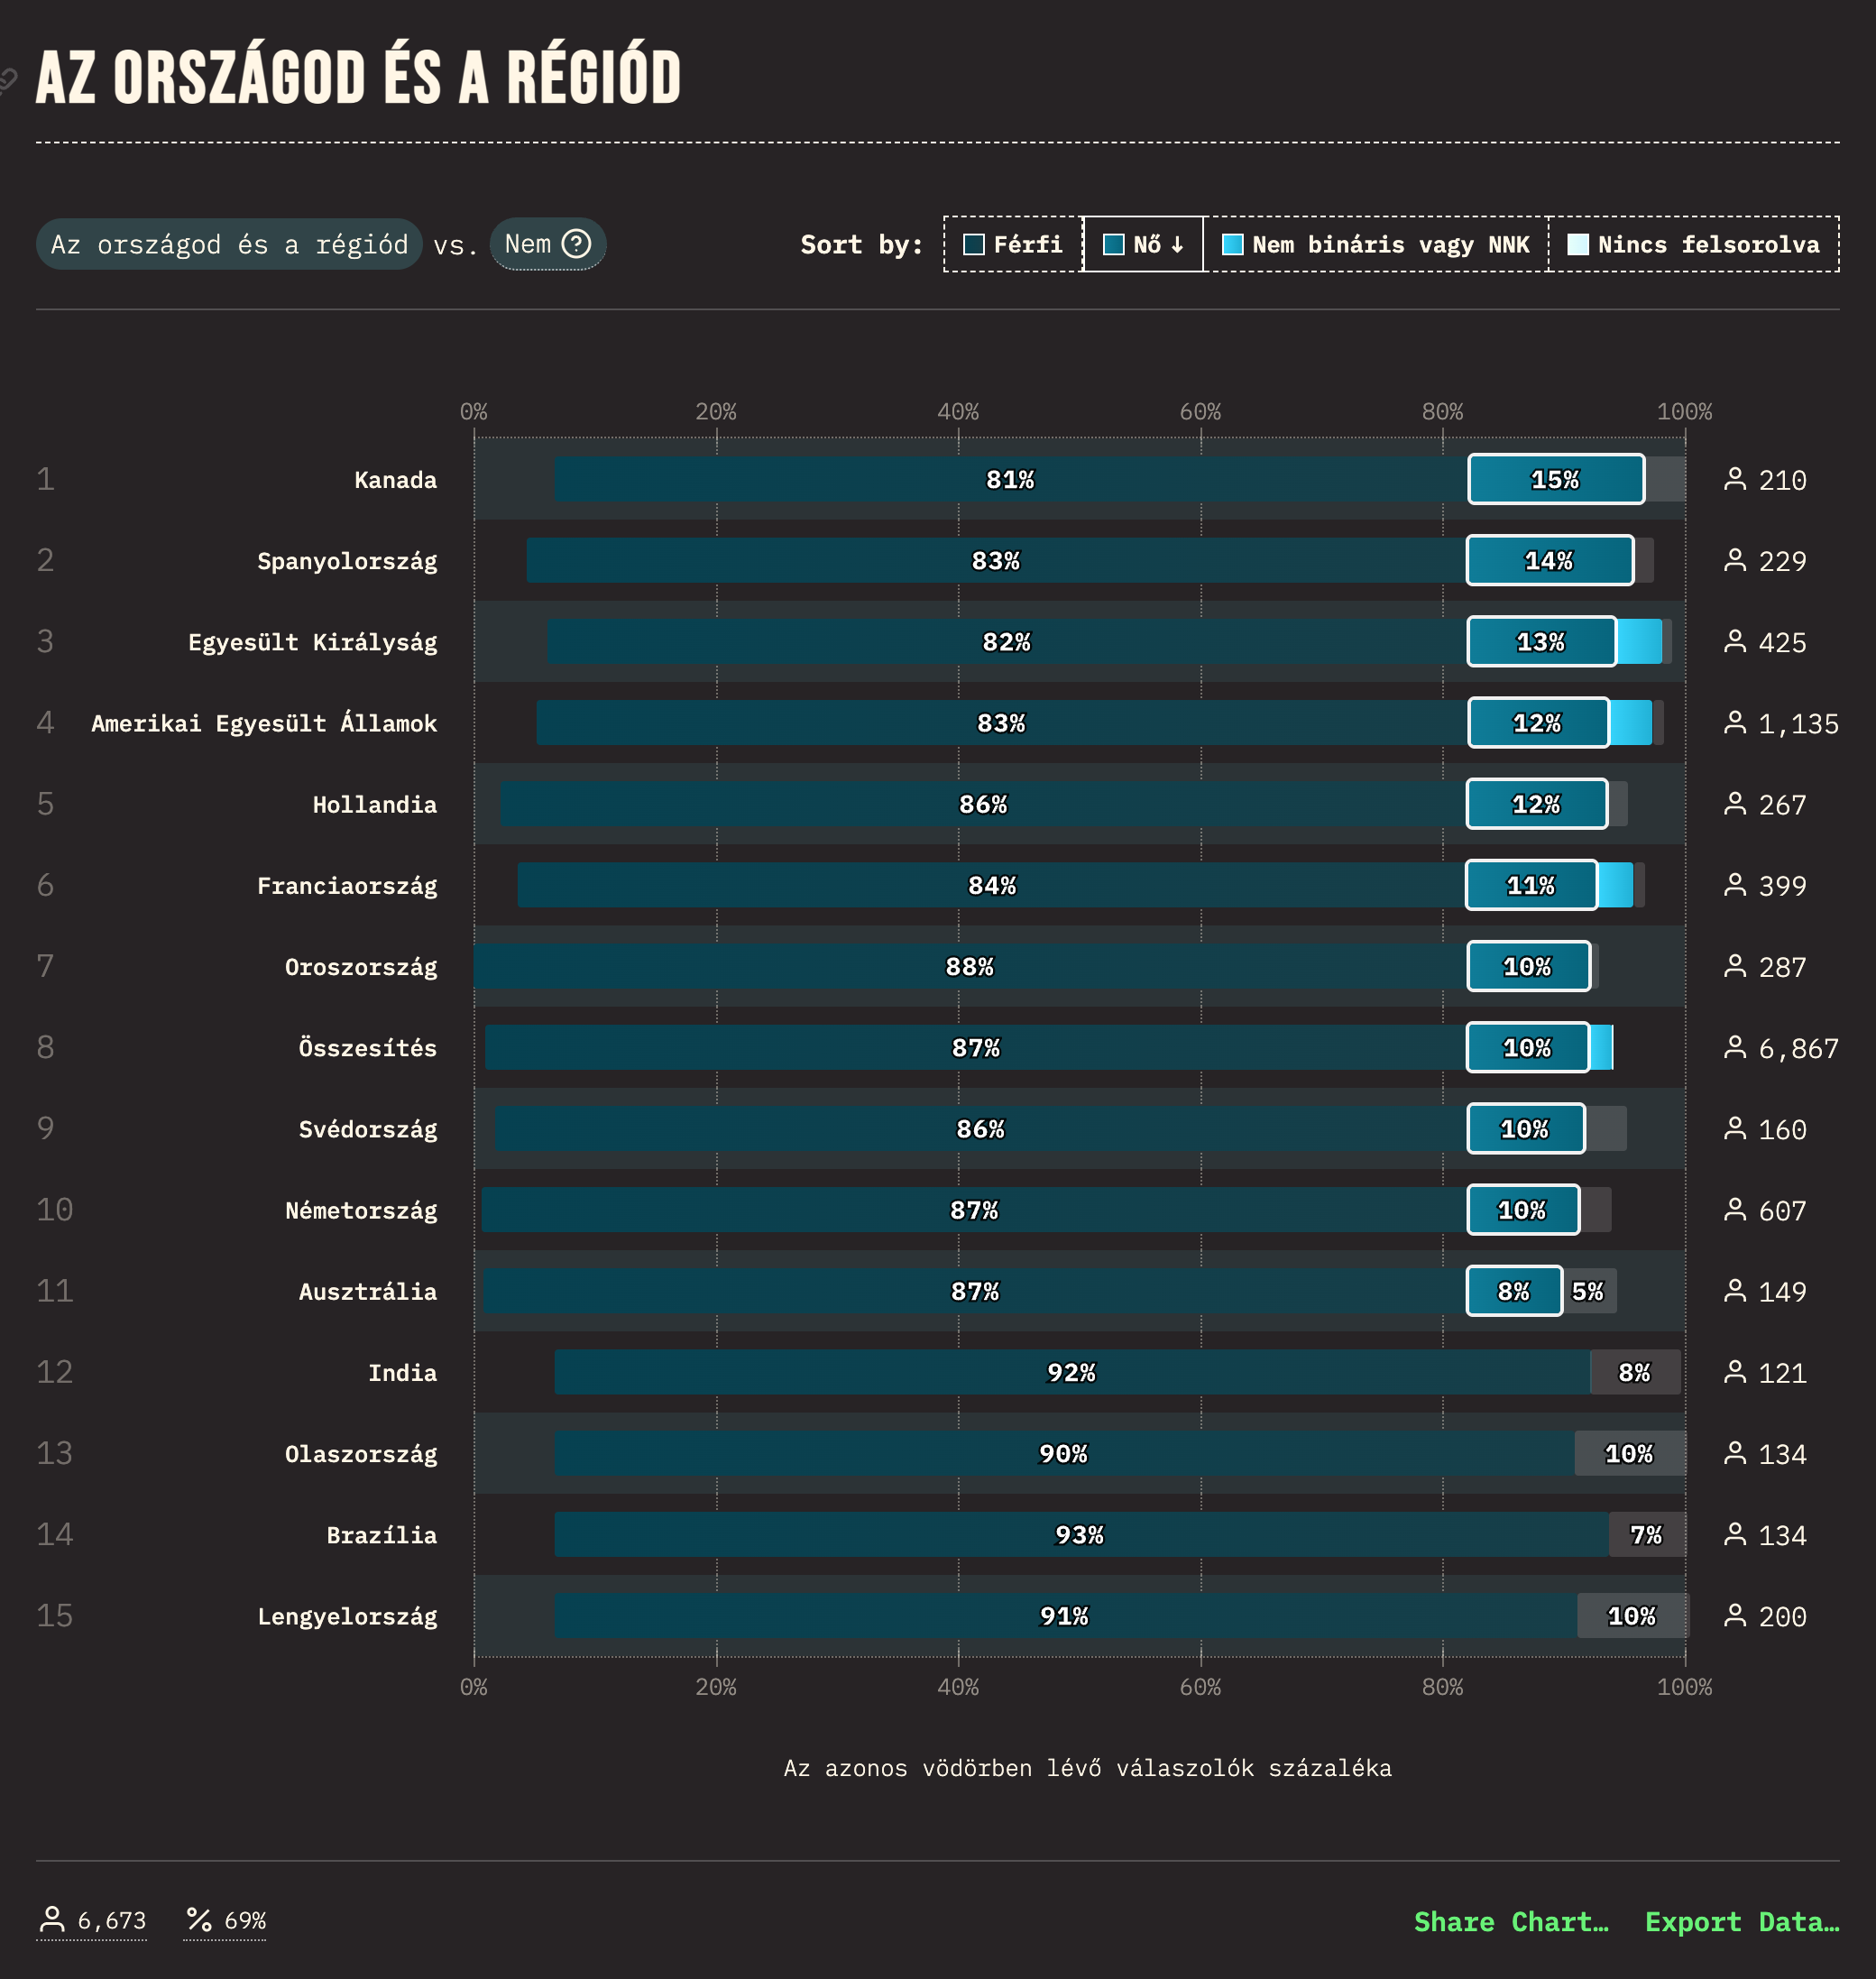 AZ ORSZÁGOD ÉS A RÉGIÓD
Az országod és a régiód vs. Nem ? Sort by: Férfi Nő ↓ Nem bináris vagy NNK Nincs felsorolva
0% 20% 40% 60% 80% 100%
1 Kanada 81% 15% 210
2 Spanyolország 83% 14% 229
3 Egyesült Királyság 82% 13% 425
4 Amerikai Egyesült Államok 83% 12% 1,135
5 Hollandia 86% 12% 267
6 Franciaország 84% 11% 399
7 Oroszország 88% 10% 287
8 Összesítés 87% 10% 6,867
9 Svédország 86% 10% 160
10 Németország 87% 10% 607
11 Ausztrália 87% 8% 5% 149
12 India 92% 8% 121
13 Olaszország 90% 10% 134
14 Brazília 93% 7% 134
15 Lengyelország 91% 10% 200
0% 20% 40% 60% 80% 100%
Az azonos vödörben lévő válaszolók százaléka
6,673 % 69% Share Chart… Export Data…